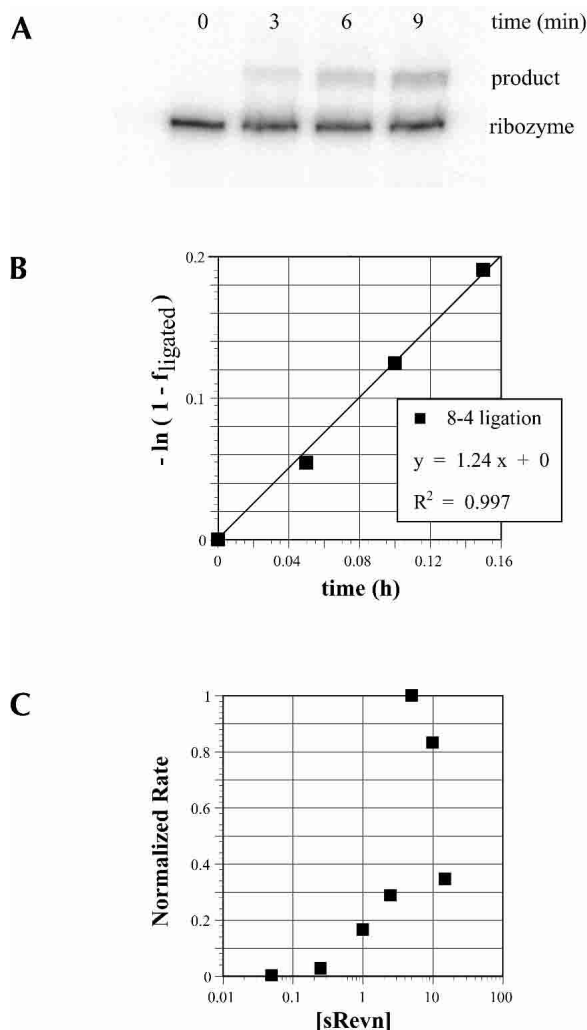 A
0 3 6 9 time (min)
product
ribozyme
B
- ln ( 1 - f ligated )
0.2
0.1
0
0 0.04 0.08 0.12 0.16
time (h)
8-4 ligation
y = 1.24 x + 0
R² = 0.997
C
Normalized Rate
1
0.8
0.6
0.4
0.2
0
0.01 0.1 1 10 100
[sRevn]